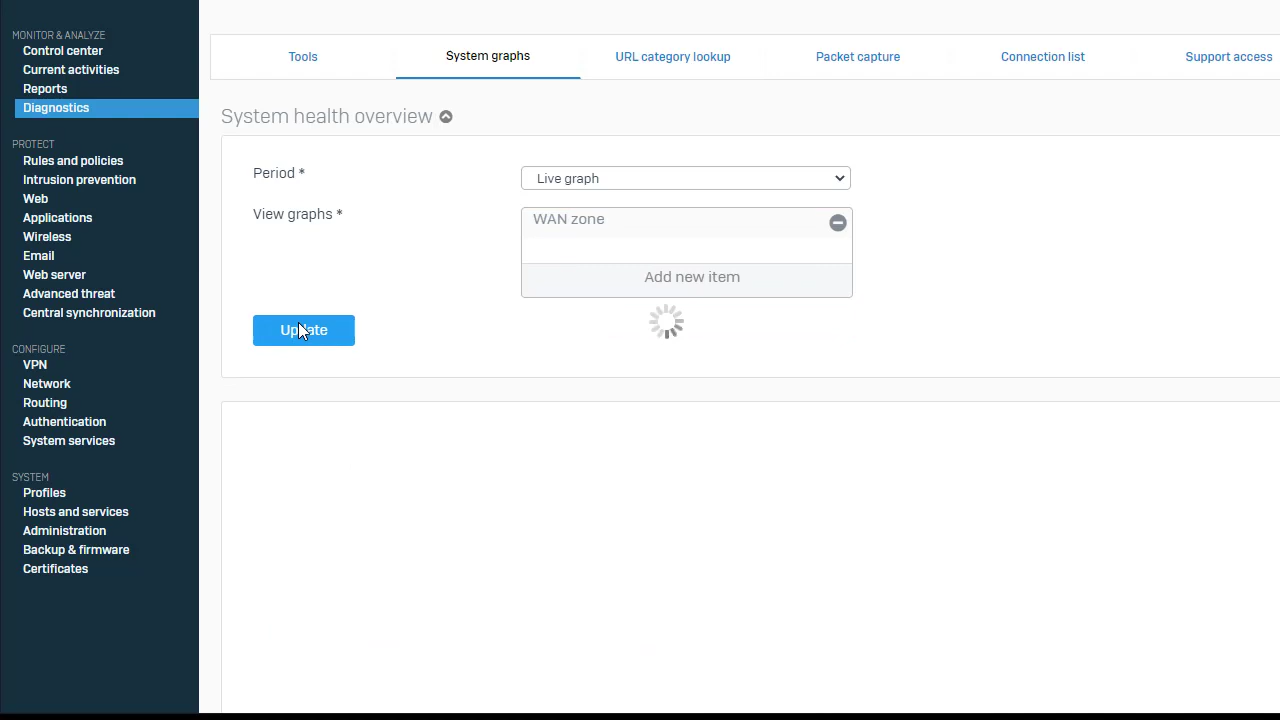 MONITOR & ANALYZE
Control center
Current activities
Reports
Diagnostics
PROTECT
Rules and policies
Intrusion prevention
Web
Applications
Wireless
Email
Web server
Advanced threat
Central synchronization
CONFIGURE
VPN
Network
Routing
Authentication
System services
SYSTEM
Profiles
Hosts and services
Administration
Backup & firmware
Certificates
Tools System graphs URL category lookup Packet capture Connection list Support access
System health overview
Period * Live graph
View graphs * WAN zone
Add new item
Update